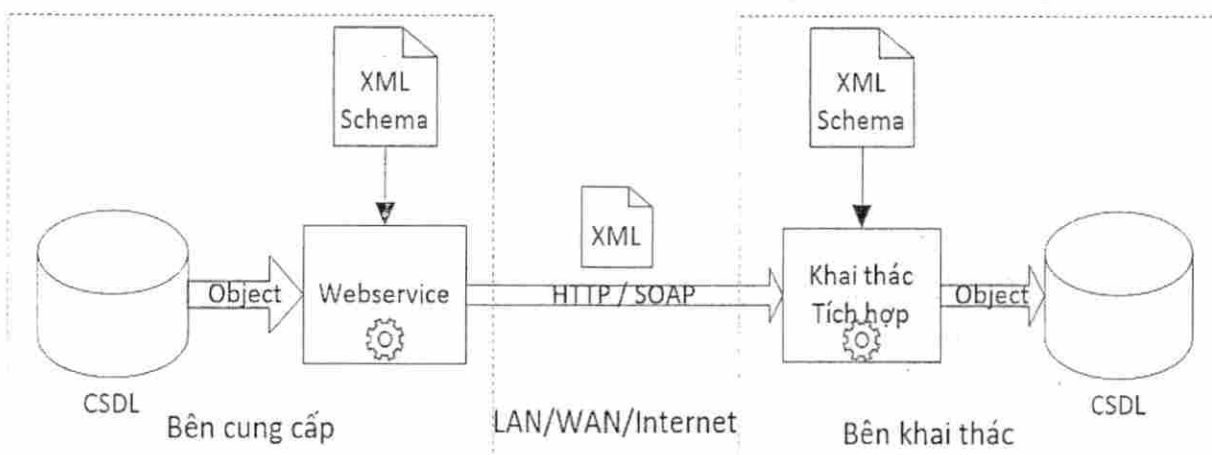 XML
Schema
XML
Schema
XML
Object
Webservice
HTTP / SOAP
Khai thác
Tích hợp
Object
CSDL
CSDL
Bên cung cấp
LAN/WAN/Internet
Bên khai thác